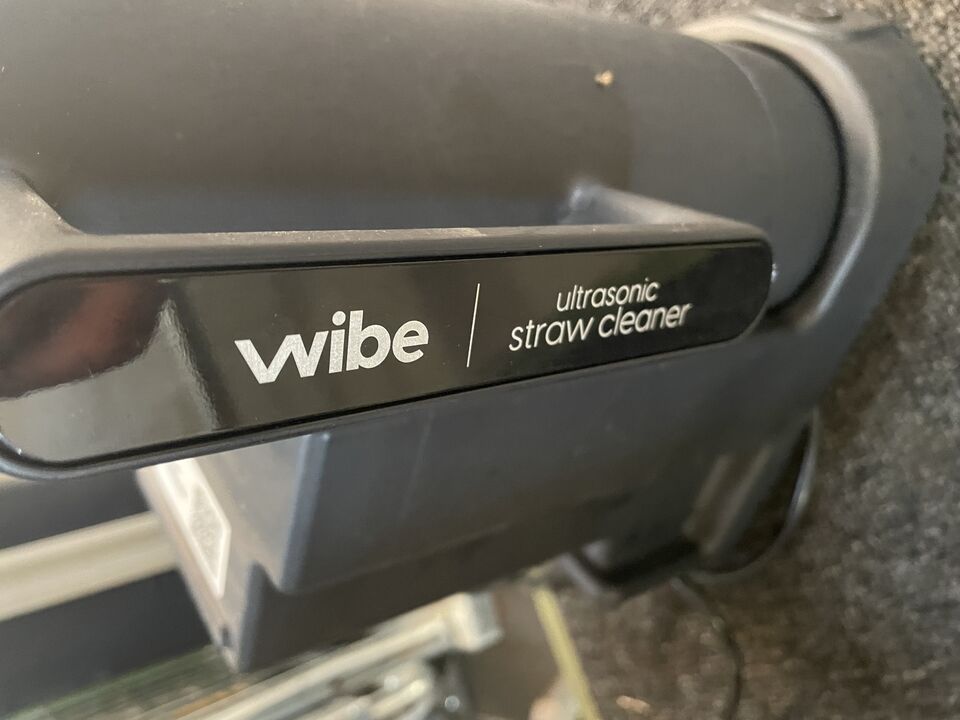 wibe
ultrasonic
straw cleaner